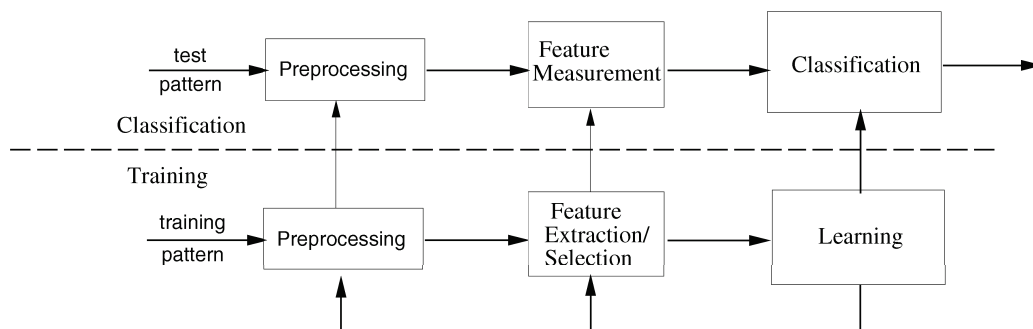 test
pattern
Preprocessing
Feature
Measurement
Classification
Classification
Training
training
pattern
Preprocessing
Feature
Extraction/
Selection
Learning